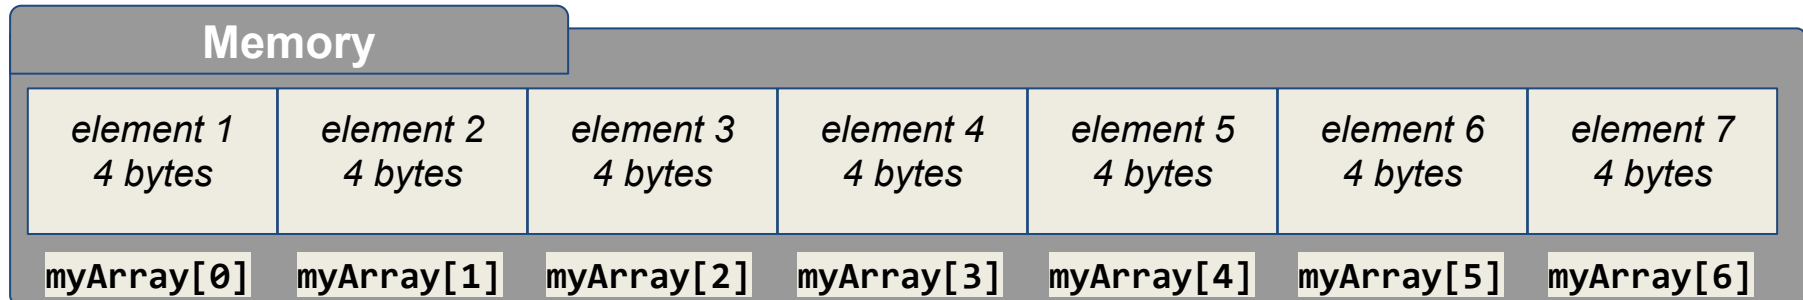 Memory
element 1
4 bytes
element 2
4 bytes
element 3
4 bytes
element 4
4 bytes
element 5
4 bytes
element 6
4 bytes
element 7
4 bytes
myArray[0]
myArray[1]
myArray[2]
myArray[3]
myArray[4]
myArray[5]
myArray[6]